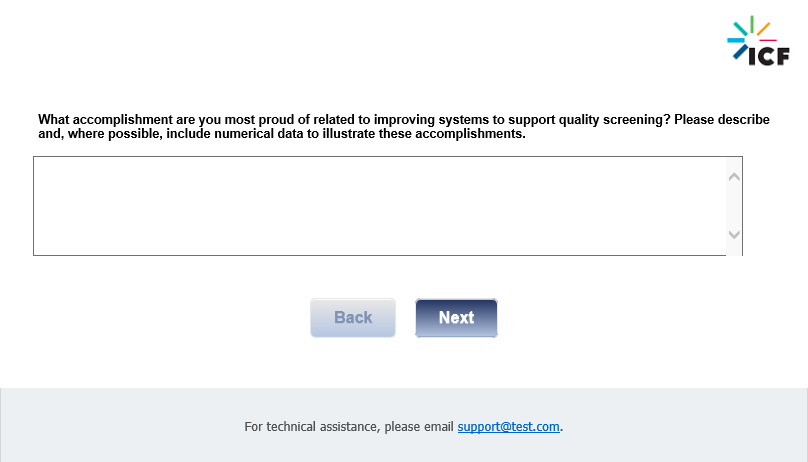 ICF
What accomplishment are you most proud of related to improving systems to support quality screening? Please describe
and, where possible, include numerical data to illustrate these accomplishments.
Back
Next
For technical assistance, please email support@test.com.